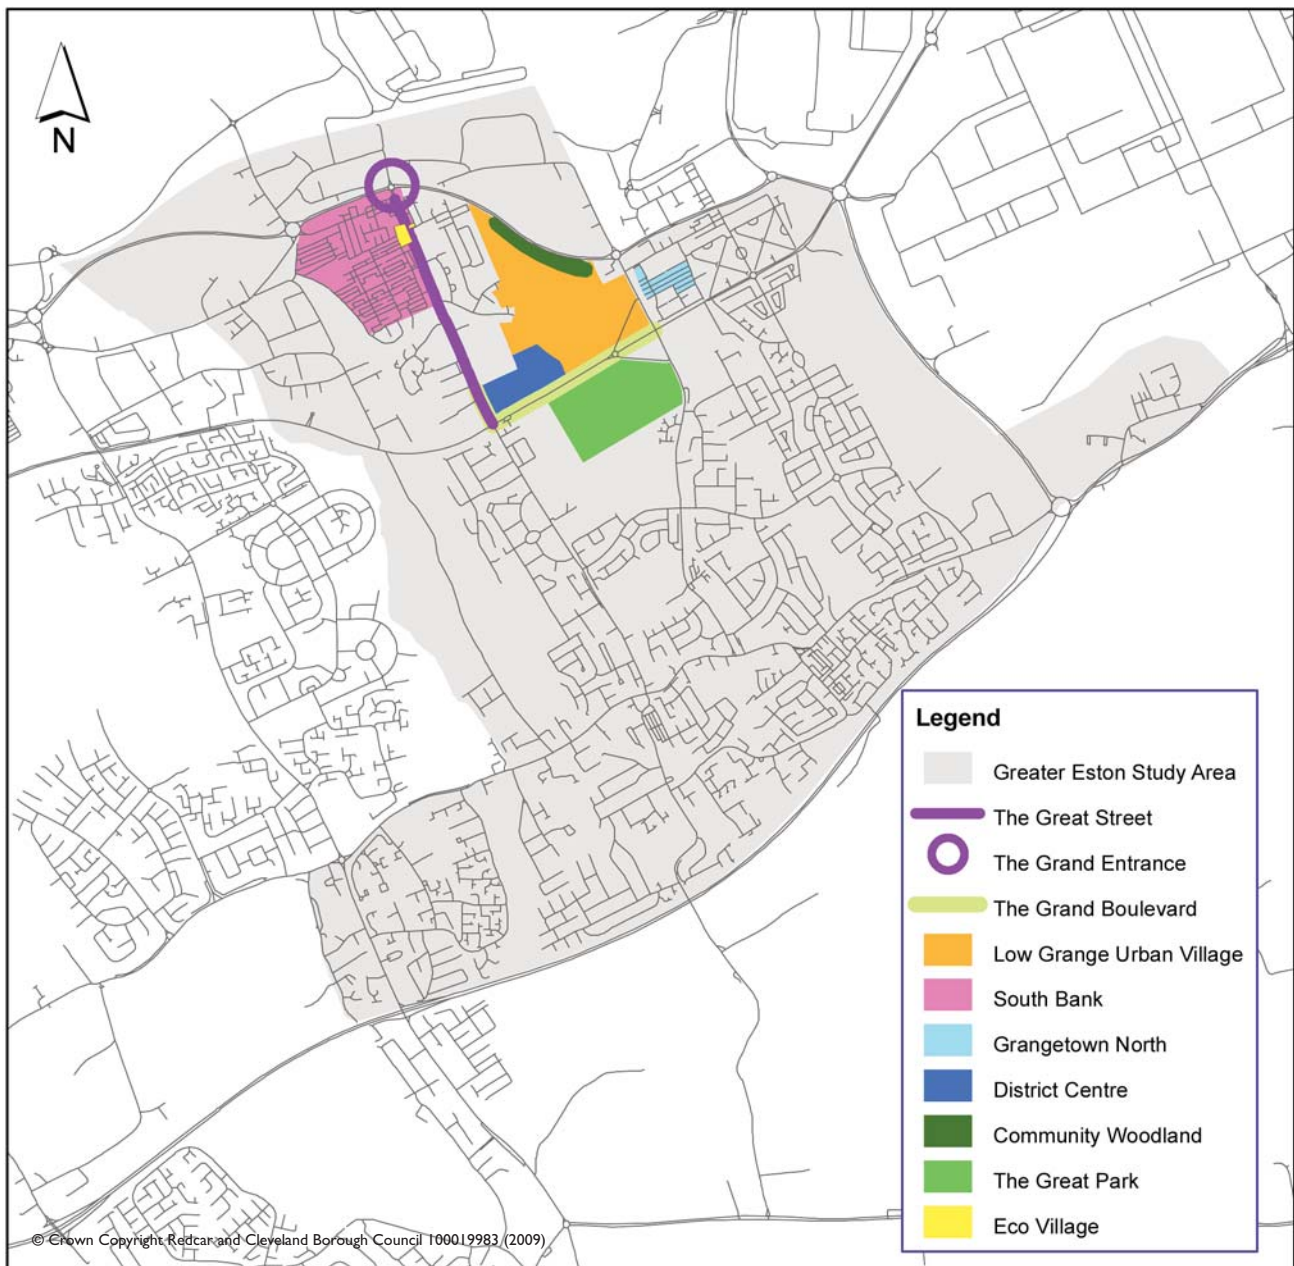 N
Legend
Greater Eston Study Area
The Great Street
The Grand Entrance
The Grand Boulevard
Low Grange Urban Village
South Bank
Grangetown North
District Centre
Community Woodland
The Great Park
Eco Village
© Crown Copyright Redcar and Cleveland Borough Council 100019983 (2009)